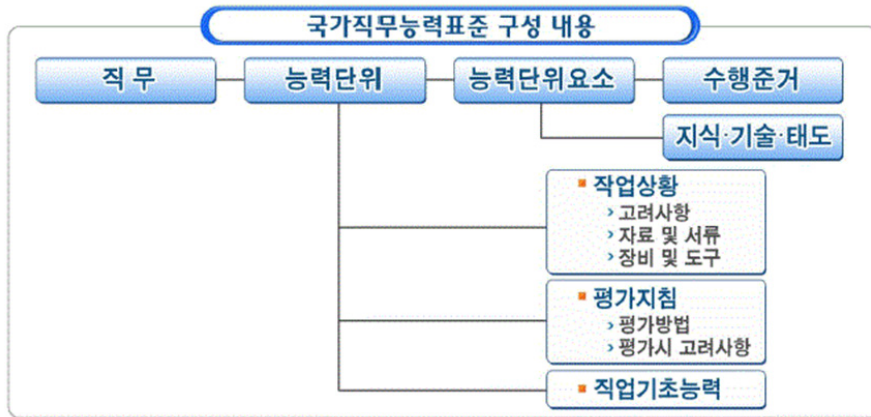 국가직무능력표준 구성 내용
직 무
능력단위
능력단위요소
수행준거
지식·기술·태도
작업상황
고려사항
자료 및 서류
장비 및 도구
평가지침
평가방법
평가시 고려사항
직업기초능력